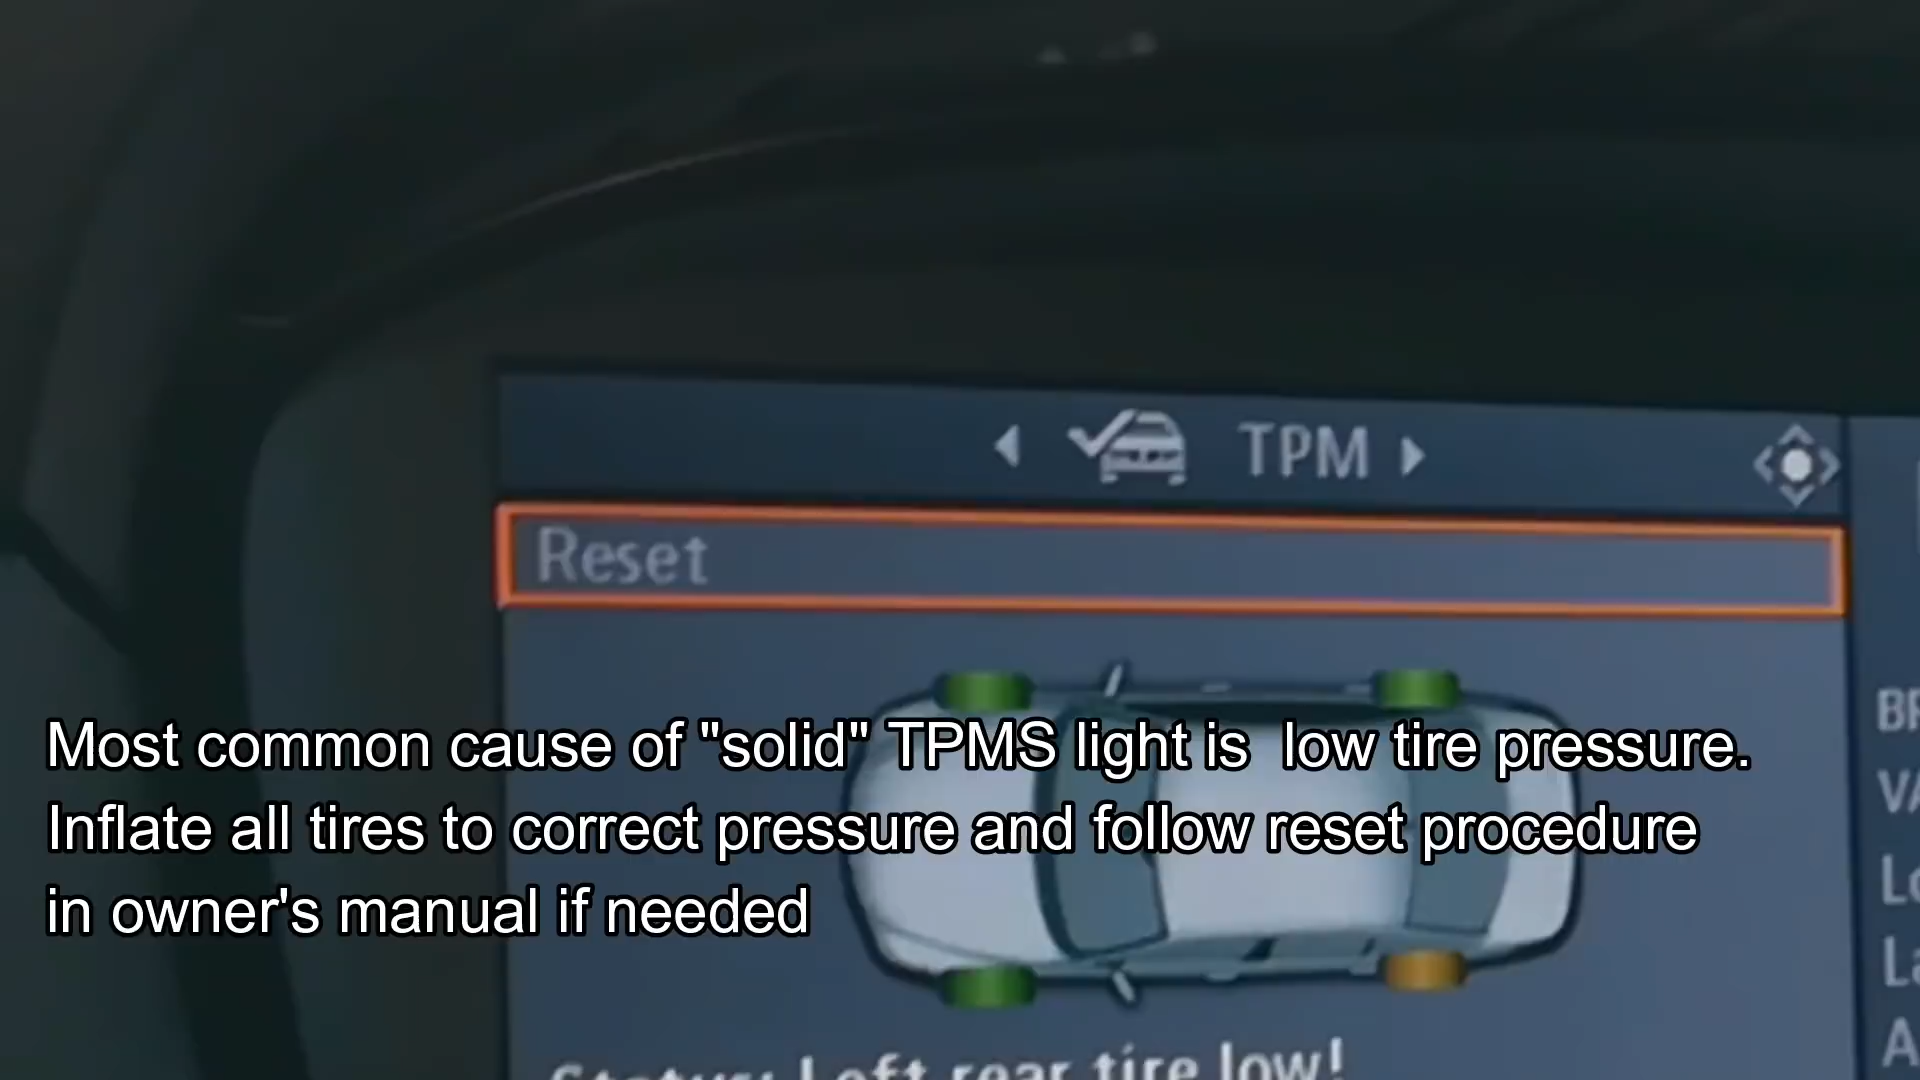 TPM
Reset
Most common cause of "solid" TPMS light is  low tire pressure.
Inflate all tires to correct pressure and follow reset procedure
in owner's manual if needed
Status: Left rear tire low!